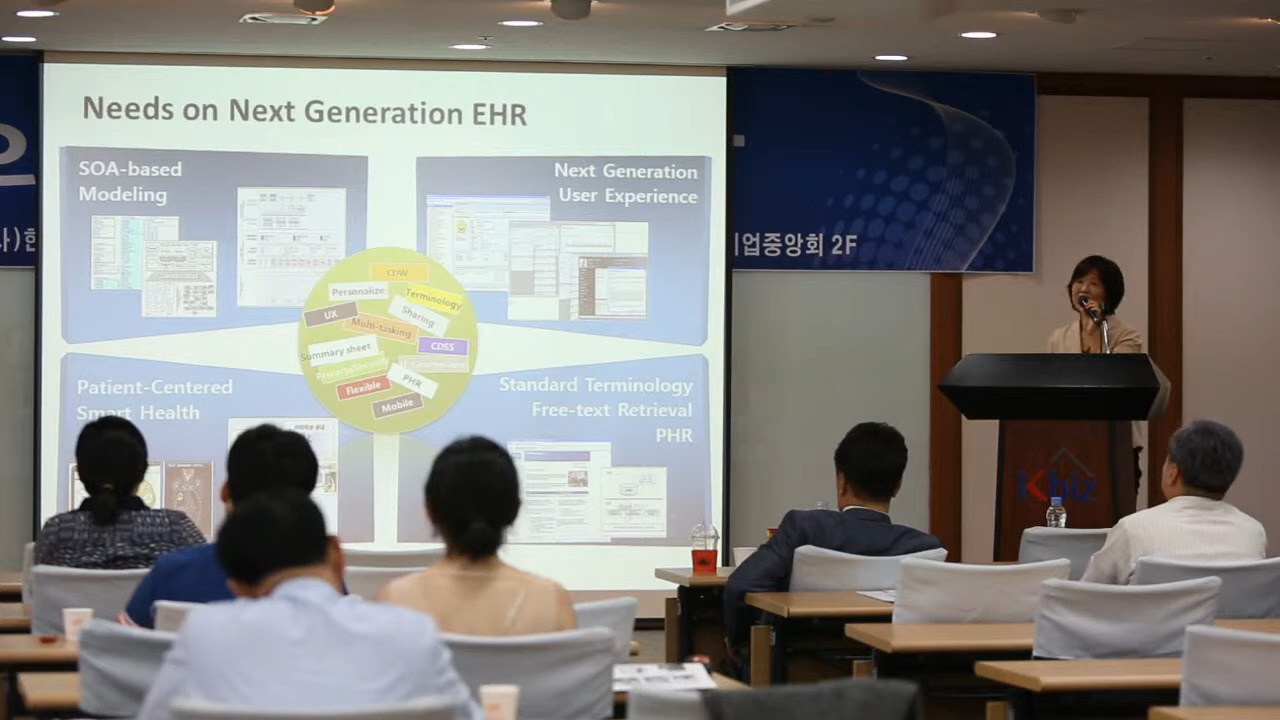 Needs on Next Generation EHR
SOA-based
Modeling
Next Generation
User Experience
CDW
Personalize
Terminology
UX
Sharing
Multi-tasking
CDSS
Summary sheet
Privacy/Security
PHR
Flexible
Mobile
Patient-Centered
Smart Health
Standard Terminology
Free-text Retrieval
PHR
업중앙회 2F
Kbiz